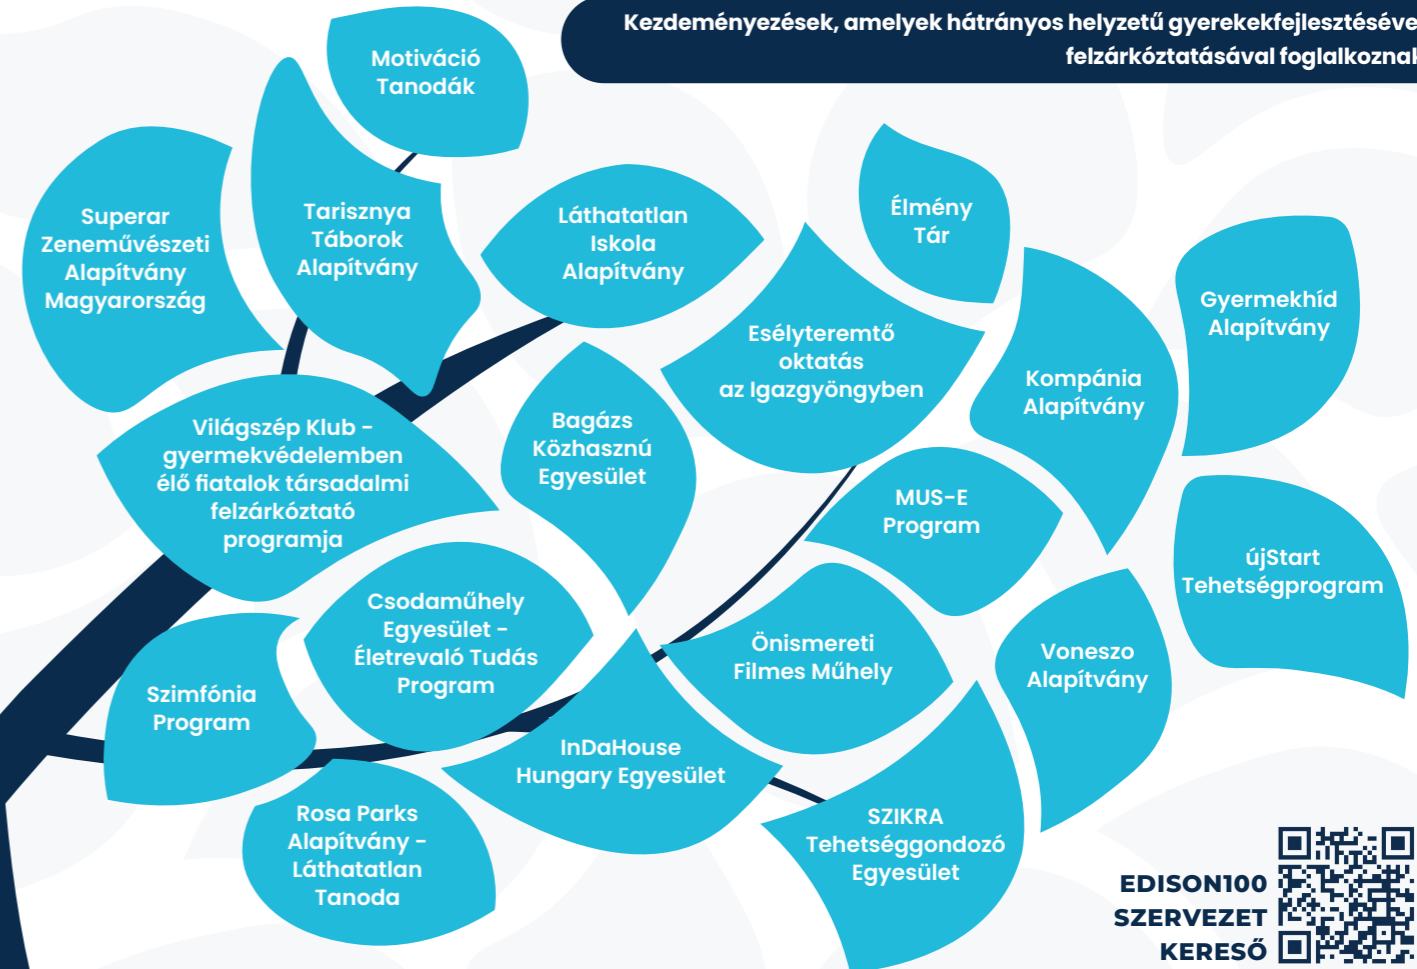 Kezdeményezések, amelyek hátrányos helyzetű gyerekekfejlesztéséve
felzárkóztatásával foglalkoznak
Motiváció
Tanodák
Superar
Zeneművészeti
Alapítvány
Magyarország
Tarisznya
Táborok
Alapítvány
Láthatatlan
Iskola
Alapítvány
Élmény
Tár
Gyermekhíd
Alapítvány
Esélyteremtő
oktatás
az Igazgyöngyben
Kompánia
Alapítvány
Világszép Klub -
gyermekvédelemben
élő fiatalok társadalmi
felzárkóztató
programja
Bagázs
Közhasznú
Egyesület
MUS-E
Program
újStart
Tehetségprogram
Csodaműhely
Egyesület -
Életrevaló Tudás
Program
Önismereti
Filmes Műhely
Voneszo
Alapítvány
Szimfónia
Program
InDaHouse
Hungary Egyesület
Rosa Parks
Alapítvány -
Láthatatlan
Tanoda
SZIKRA
Tehetséggondozó
Egyesület
EDISON100
SZERVEZET
KERESŐ